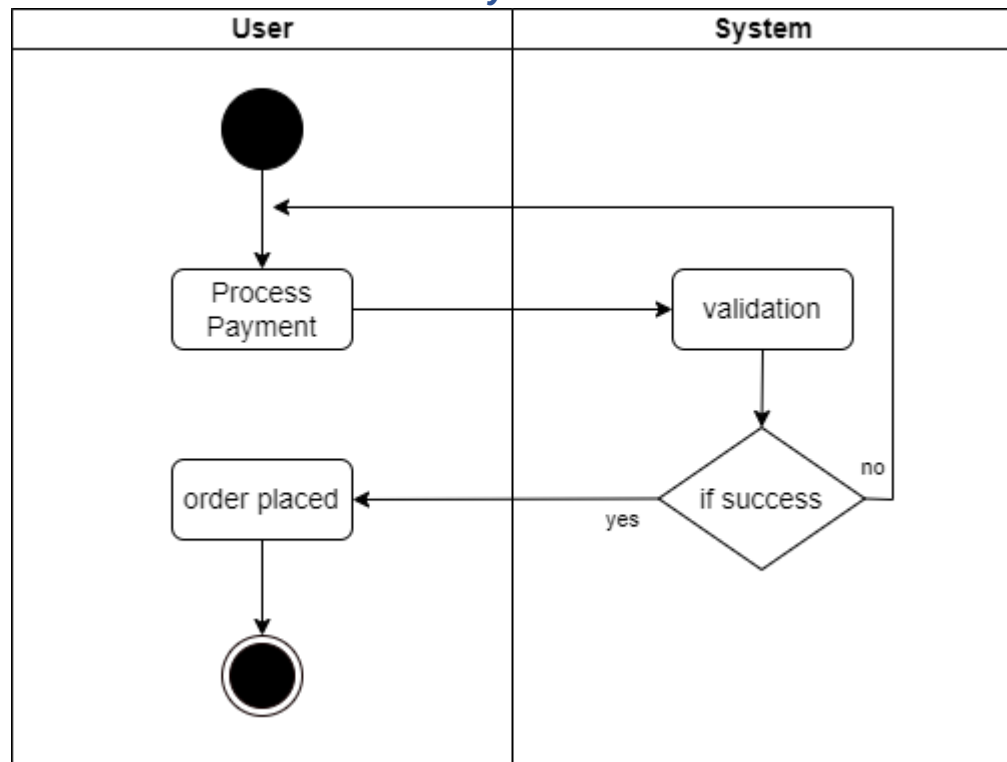 User
System
Process
Payment
validation
if success
no
yes
order placed